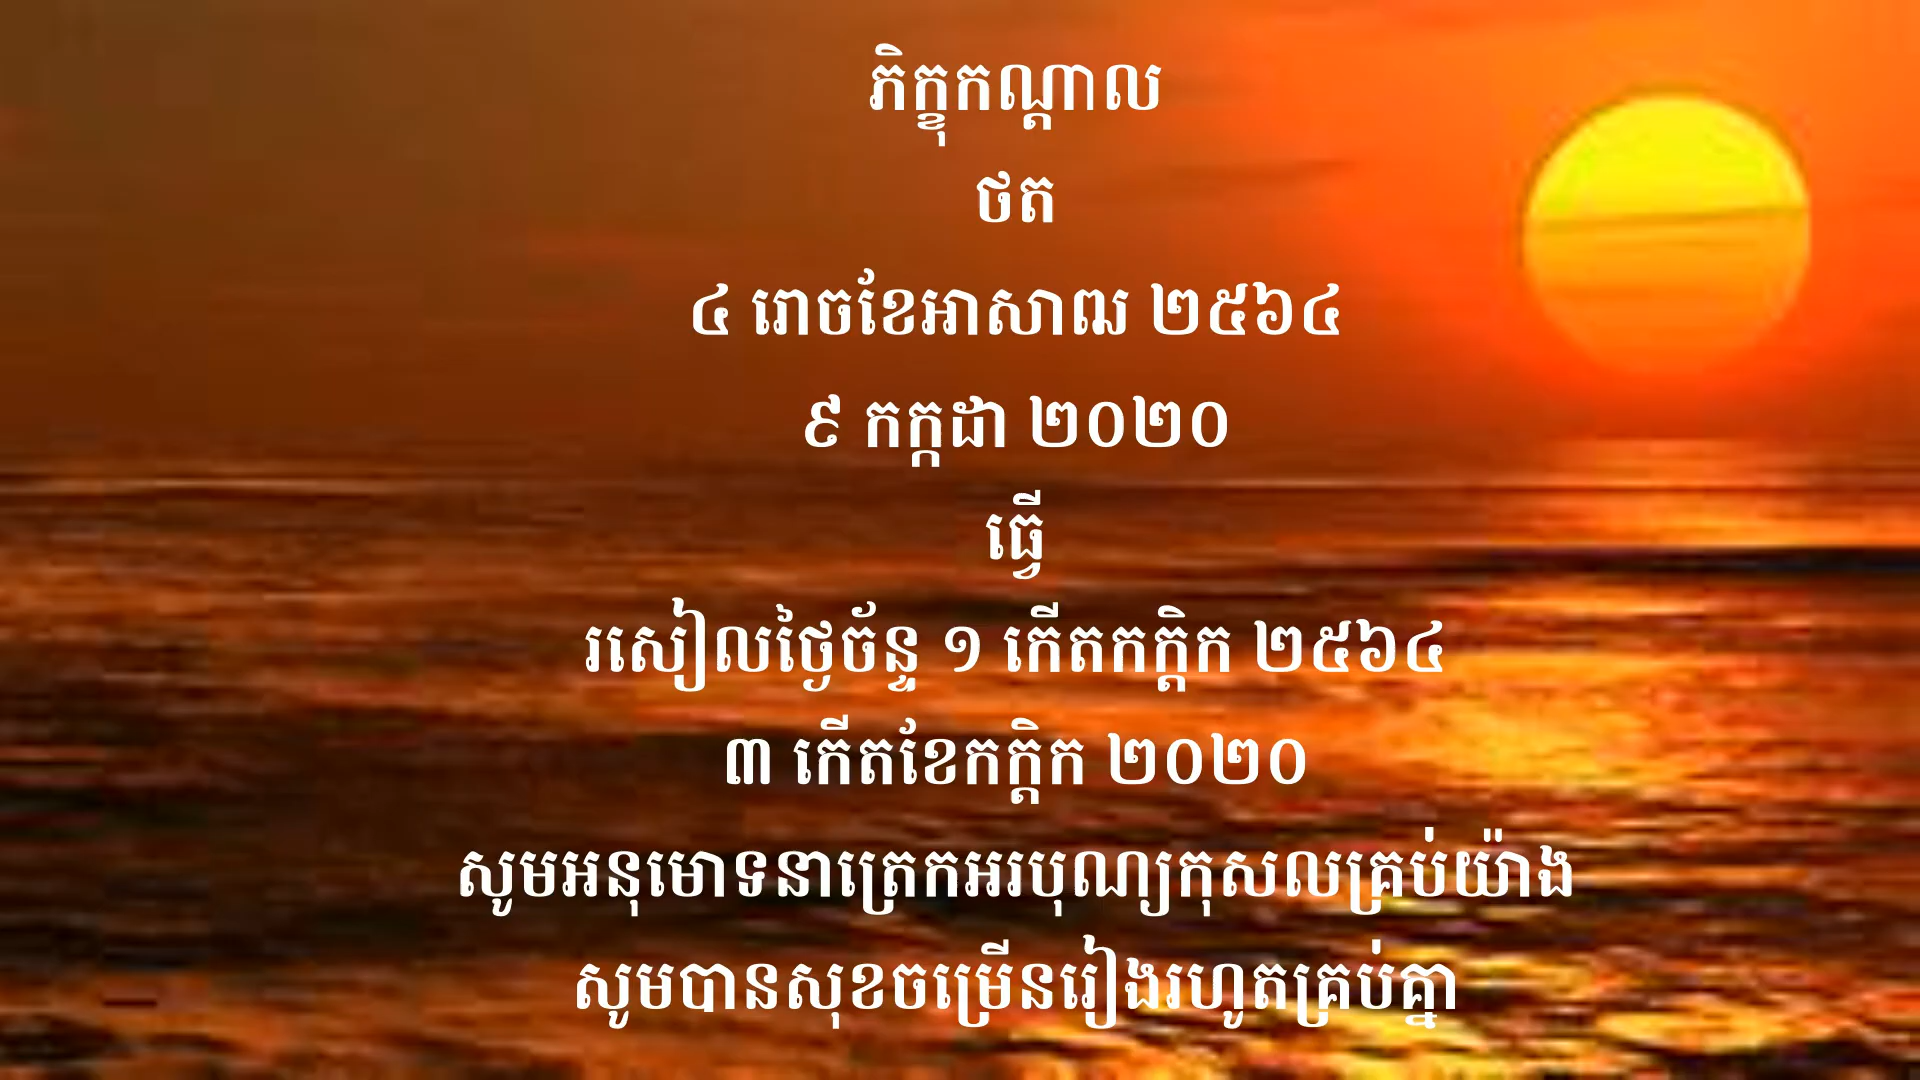 ភិក្ខុកណ្ដាល
ថត
៤ រោចខែអាសាឍ ២៥៦៤
៩ កក្កដា ២០២០
ធ្វើ
រសៀលថ្ងៃច័ន្ទ ១ កើតកក្ដិក ២៥៦៤
៣ កើតខែកក្ដិក ២០២០
សូមអនុមោទនាត្រេកអរបុណ្យកុសលគ្រប់យ៉ាង
សូមបានសុខចម្រើនរៀងរហូតគ្រប់គ្នា